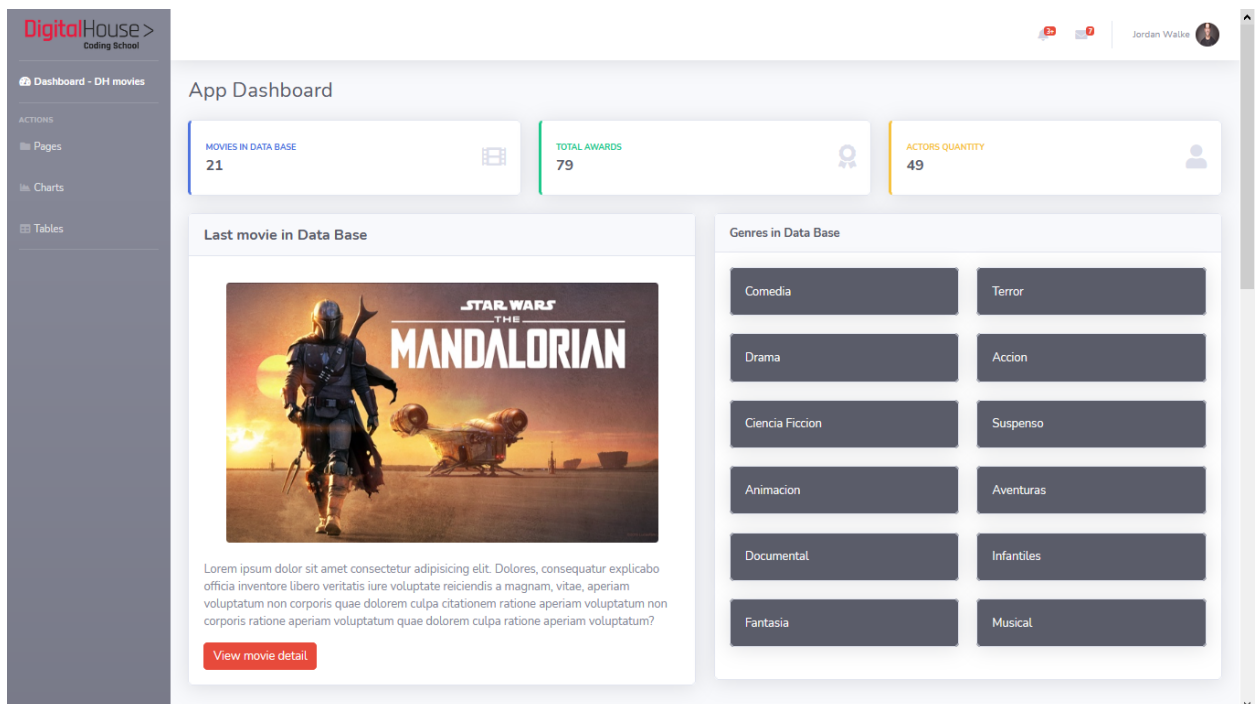 DigitalHouse>
Coding School
Dashboard - DH movies
ACTIONS
Pages
Charts
Tables
3+
7
Jordan Walke
App Dashboard
MOVIES IN DATA BASE
21
TOTAL AWARDS
79
ACTORS QUANTITY
49
Last movie in Data Base
STAR WARS
THE
MANDALORIAN
Lorem ipsum dolor sit amet consectetur adipisicing elit. Dolores, consequatur explicabo
officia inventore libero veritatis iure voluptate reiciendis a magnam, vitae, aperiam
voluptatum non corporis quae dolorem culpa citationem ratione aperiam voluptatum non
corporis ratione aperiam voluptatum quae dolorem culpa ratione aperiam voluptatum?
View movie detail
Genres in Data Base
Comedia
Terror
Drama
Accion
Ciencia Ficcion
Suspenso
Animacion
Aventuras
Documental
Infantiles
Fantasia
Musical